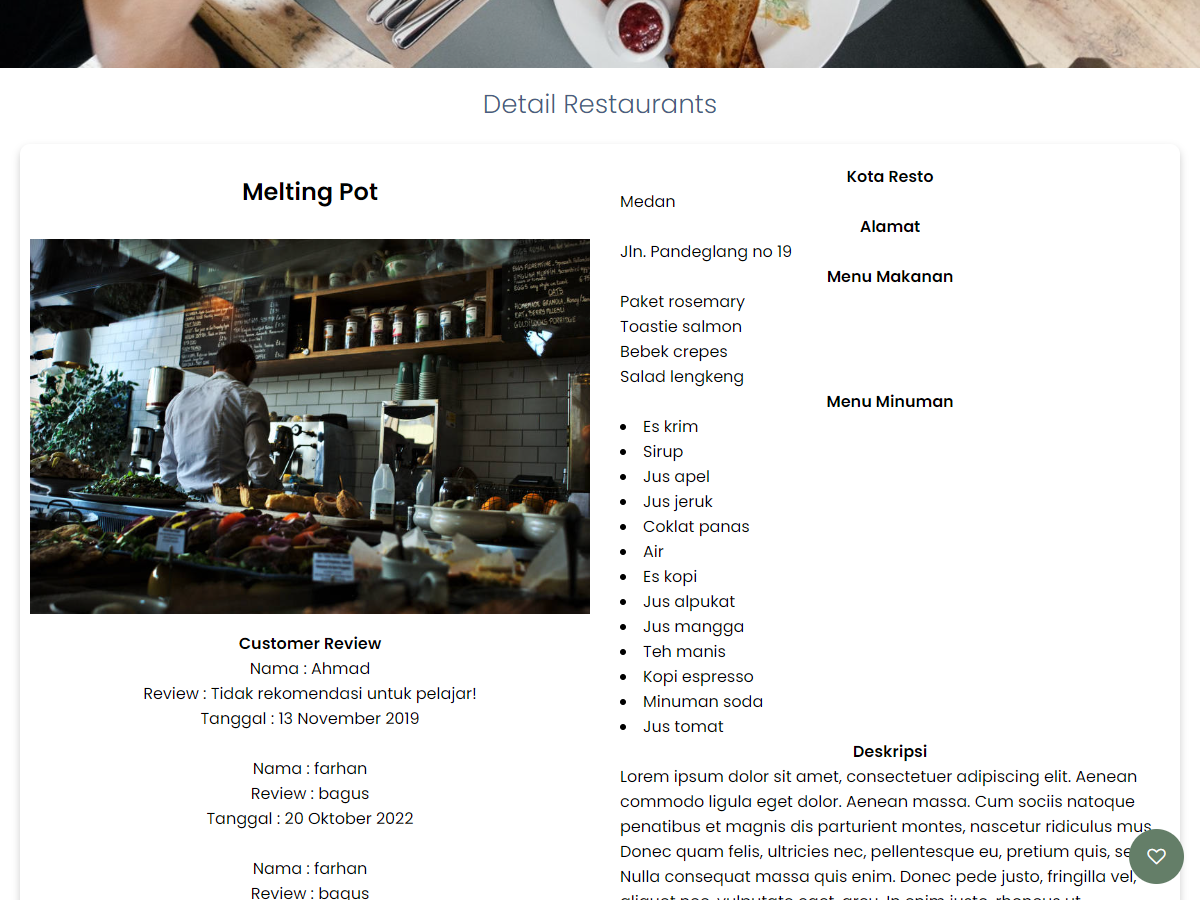 Detail Restaurants
Melting Pot
Customer Review
Nama : Ahmad
Review : Tidak rekomendasi untuk pelajar!
Tanggal : 13 November 2019
Nama : farhan
Review : bagus
Tanggal : 20 Oktober 2022
Nama : farhan
Review : bagus
Kota Resto
Medan
Alamat
Jln. Pandeglang no 19
Menu Makanan
Paket rosemary
Toastie salmon
Bebek crepes
Salad lengkeng
Menu Minuman
Es krim
Sirup
Jus apel
Jus jeruk
Coklat panas
Air
Es kopi
Jus alpukat
Jus mangga
Teh manis
Kopi espresso
Minuman soda
Jus tomat
Deskripsi
Lorem ipsum dolor sit amet, consectetuer adipiscing elit. Aenean
commodo ligula eget dolor. Aenean massa. Cum sociis natoque
penatibus et magnis dis parturient montes, nascetur ridiculus mus
Donec quam felis, ultricies nec, pellentesque eu, pretium quis,
Nulla consequat massa quis enim. Donec pede justo, fringilla vel,